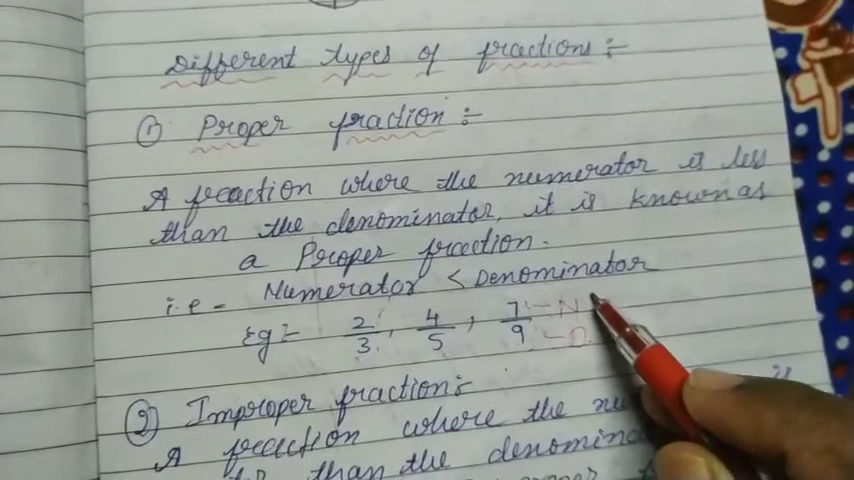 Different types of fractions :-
① Proper fraction :-
A fraction where the numerator is less
than the denominator, it is known as
a Proper fraction.
i.e - Numerator < Denominator
Eg:- 2/3, 4/5, 7/9 - N - D
② Improper fraction :-
A fraction where the is
than the denomin